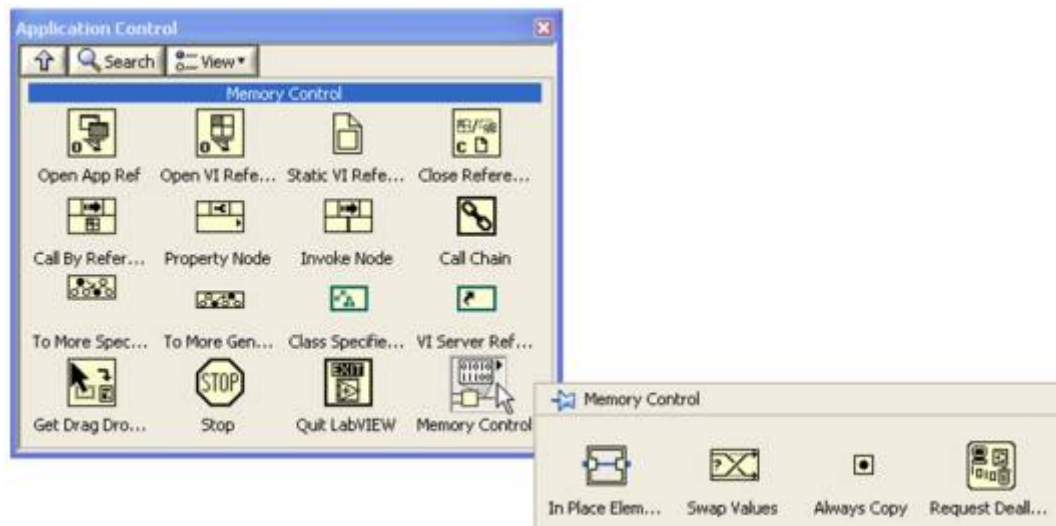 Application Control
Search View
Memory Control
Open App Ref Open VI Refe... Static VI Refe... Close Refere...
Call By Refer... Property Node Invoke Node Call Chain
To More Spec... To More Gen... Class Specifie... VI Server Ref...
STOP EXIT 01010 11100
Get Drag Dro... Stop Quit LabVIEW Memory Control
Memory Control
In Place Elem... Swap Values Always Copy Request Deall...